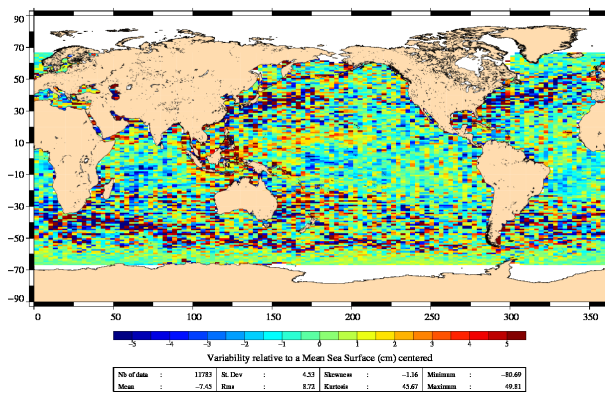 90
70
50
30
10
−10
−30
−50
−70
−90
0 50 100 150 200 250 300 350
−5 −4 −3 −2 −1 0 1 2 3 4 5
Variability relative to a Mean Sea Surface (cm) centered
Nb of data : 11783 St. Dev : 4.53 Skewness : −1.16 Minimum : −80.69
Mean : −7.45 Rms : 8.72 Kurtosis : 45.67 Maximum : 49.81